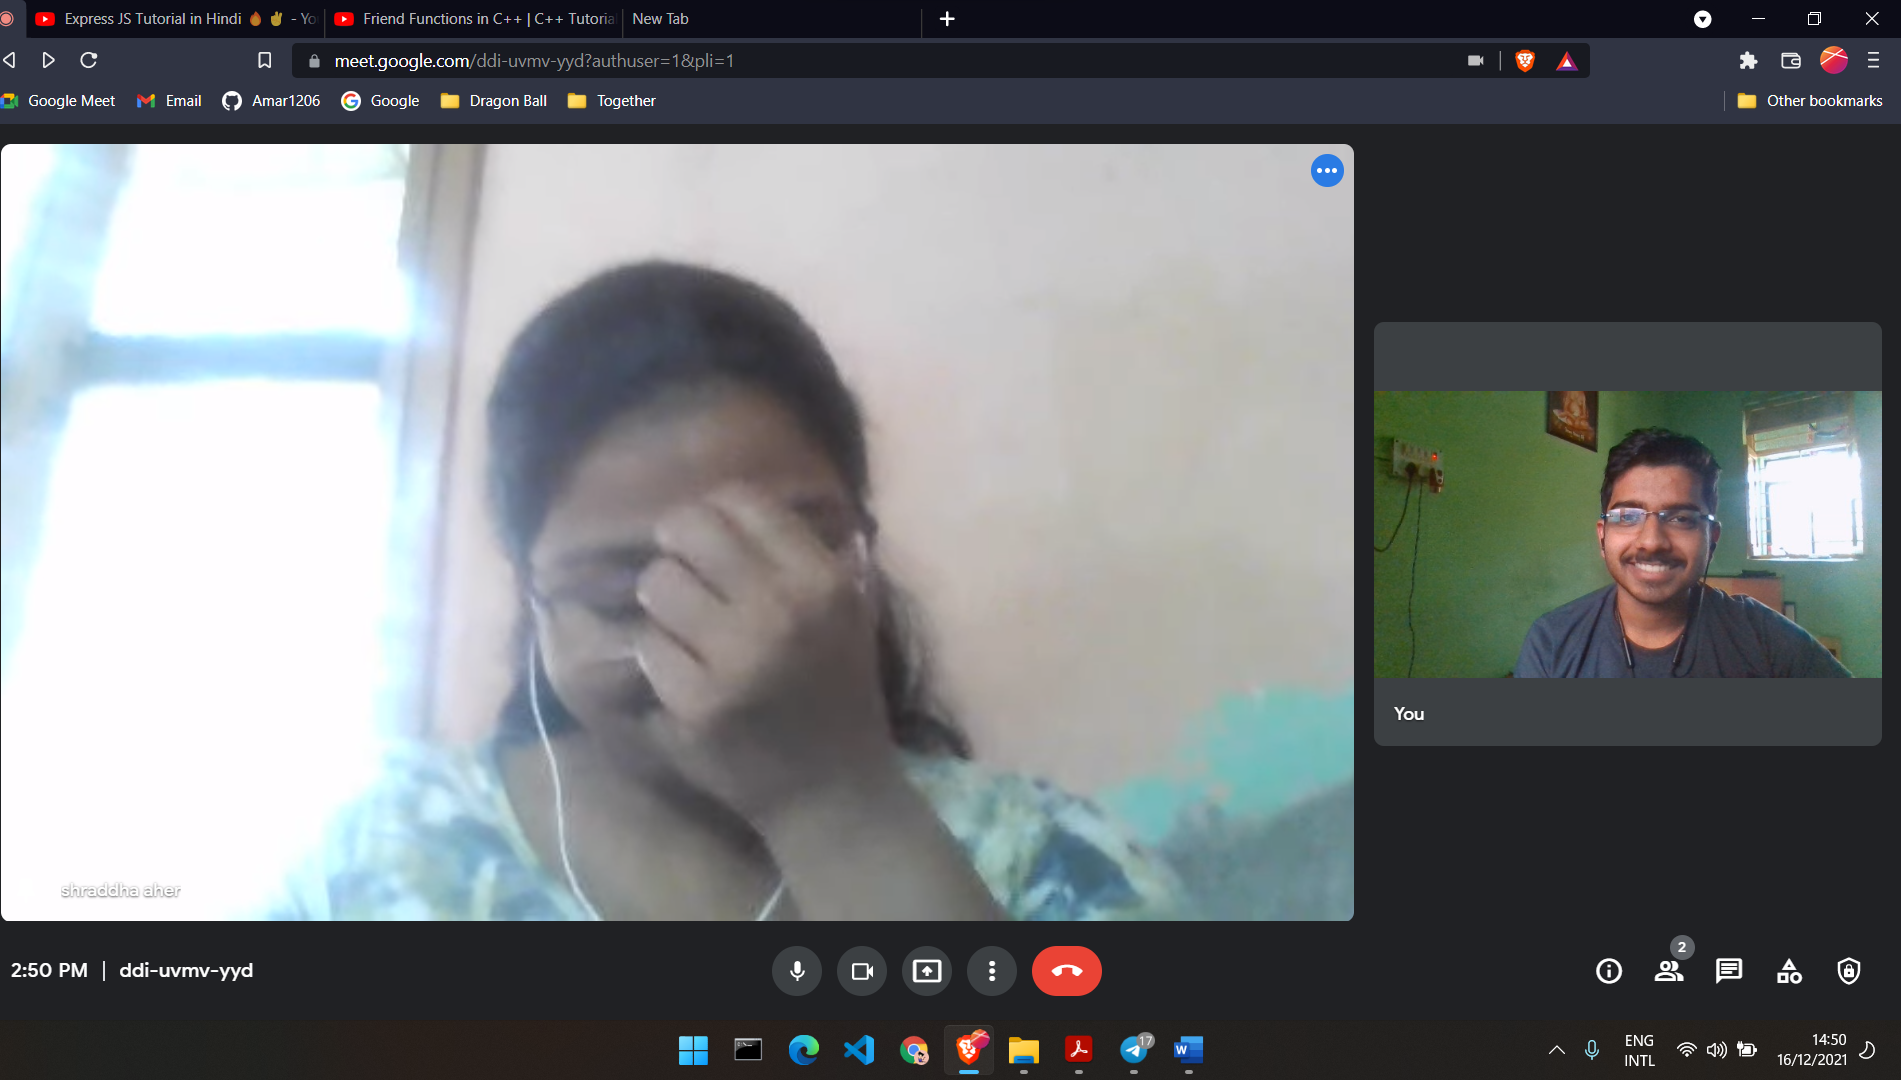 Express JS Tutorial in Hindi 🔥 ✌ - Yo
Friend Functions in C++ | C++ Tutoria
New Tab
meet.google.com/ddi-uvmv-yyd?authuser=1&pli=1
Google Meet
Email
Amar1206
Google
Dragon Ball
Together
Other bookmarks
You
shraddha aher
2:50 PM | ddi-uvmv-yyd
2
17
ENG
INTL
14:50
16/12/2021